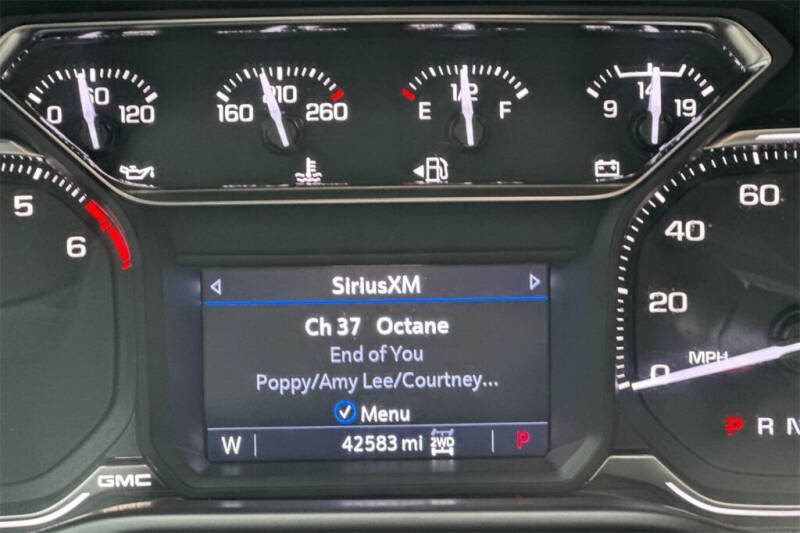 0 60 120
160 210 260
E 1/2 F
9 14 19
5
6
60
40
20
0
MPH
SiriusXM
Ch 37 Octane
End of You
Poppy/Amy Lee/Courtney...
Menu
W 42583 mi 2WD P
P R N
GMC